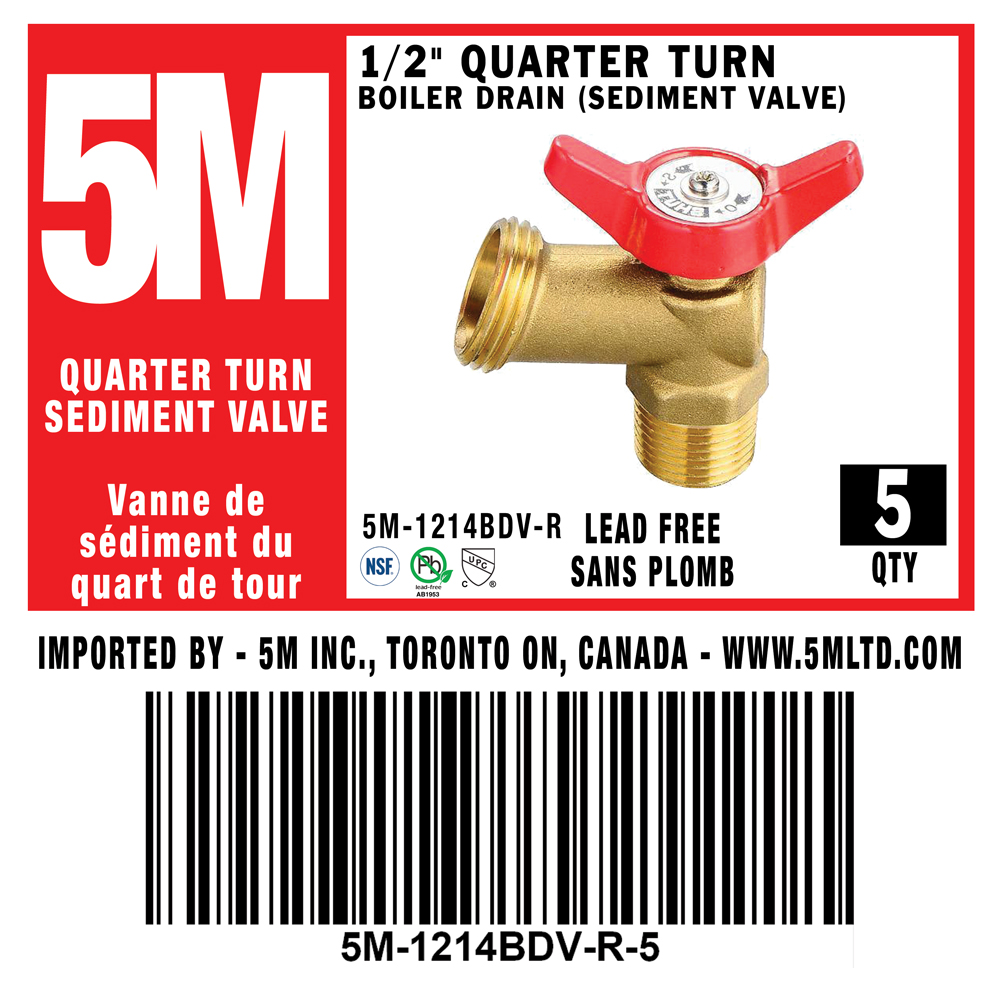 5M
QUARTER TURN
SEDIMENT VALVE
Vanne de
sédiment du
quart de tour
1/2" QUARTER TURN
BOILER DRAIN (SEDIMENT VALVE)
5M-1214BDV-R
LEAD FREE
SANS PLOMB
NSF.
Pb
lead-free
AB1953
UPC
C ®
5
QTY
IMPORTED BY - 5M INC., TORONTO ON, CANADA - WWW.5MLTD.COM
5M-1214BDV-R-5